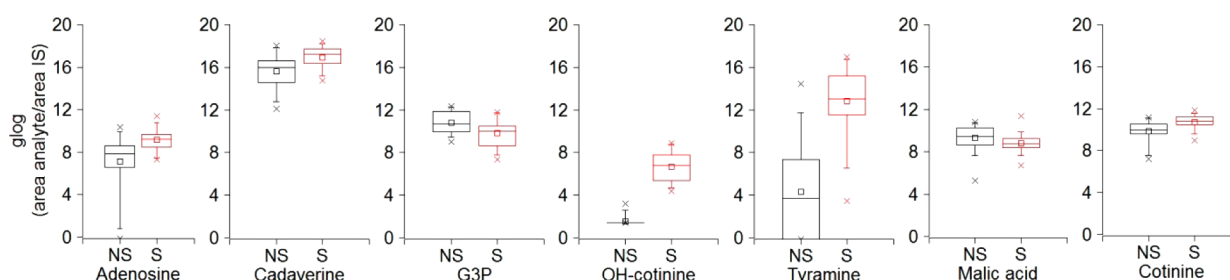 glog
(area analyte/area IS)
20 20 20 20 20 20 20
16 16 16 16 16 16 16
12 12 12 12 12 12 12
8 8 8 8 8 8 8
4 4 4 4 4 4 4
0 0 0 0 0 0 0
NS S NS S NS S NS S NS S NS S NS S
Adenosine Cadaverine G3P OH-cotinine Tyramine Malic acid Cotinine